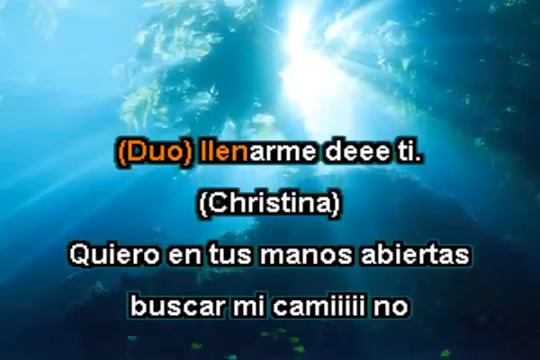 (Duo) llenarme deee ti.
(Christina)
Quiero en tus manos abiertas
buscar mi camiiiii no